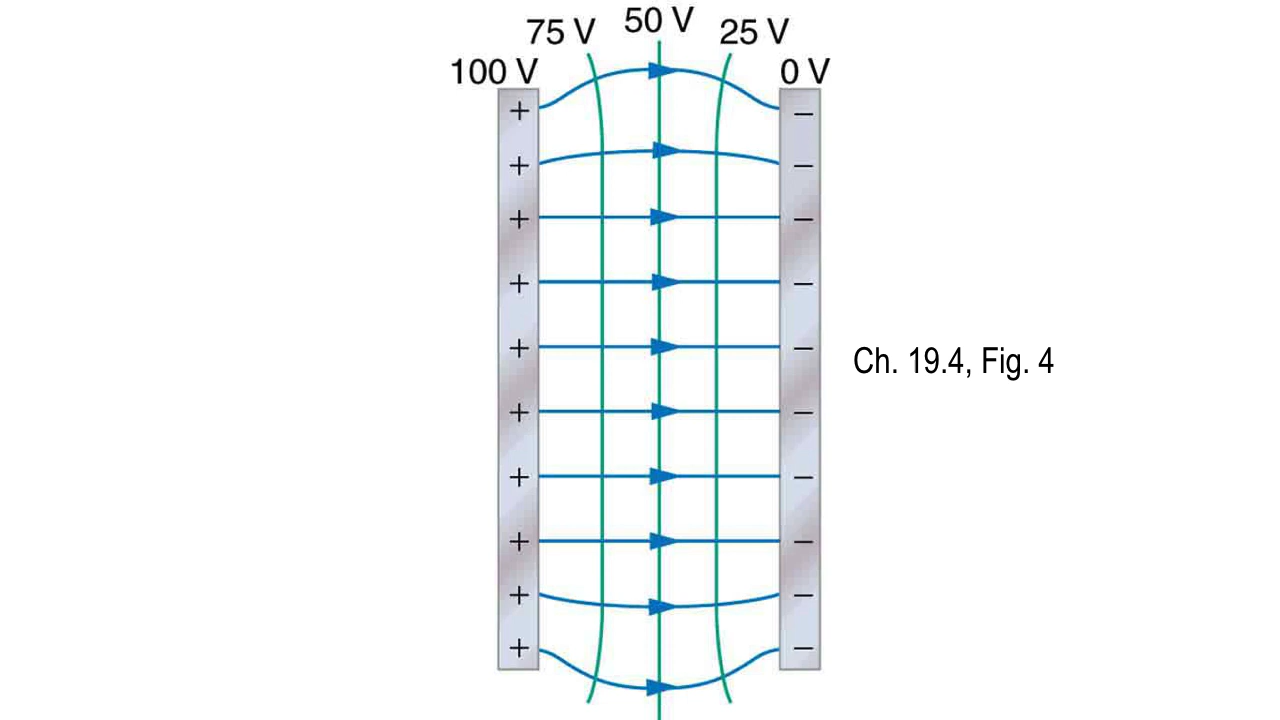 50 V
75 V
25 V
100 V
0 V
+ −
+ −
+ −
+ −
+ −
+ −
+ −
+ −
+ −
+ −
Ch. 19.4, Fig. 4